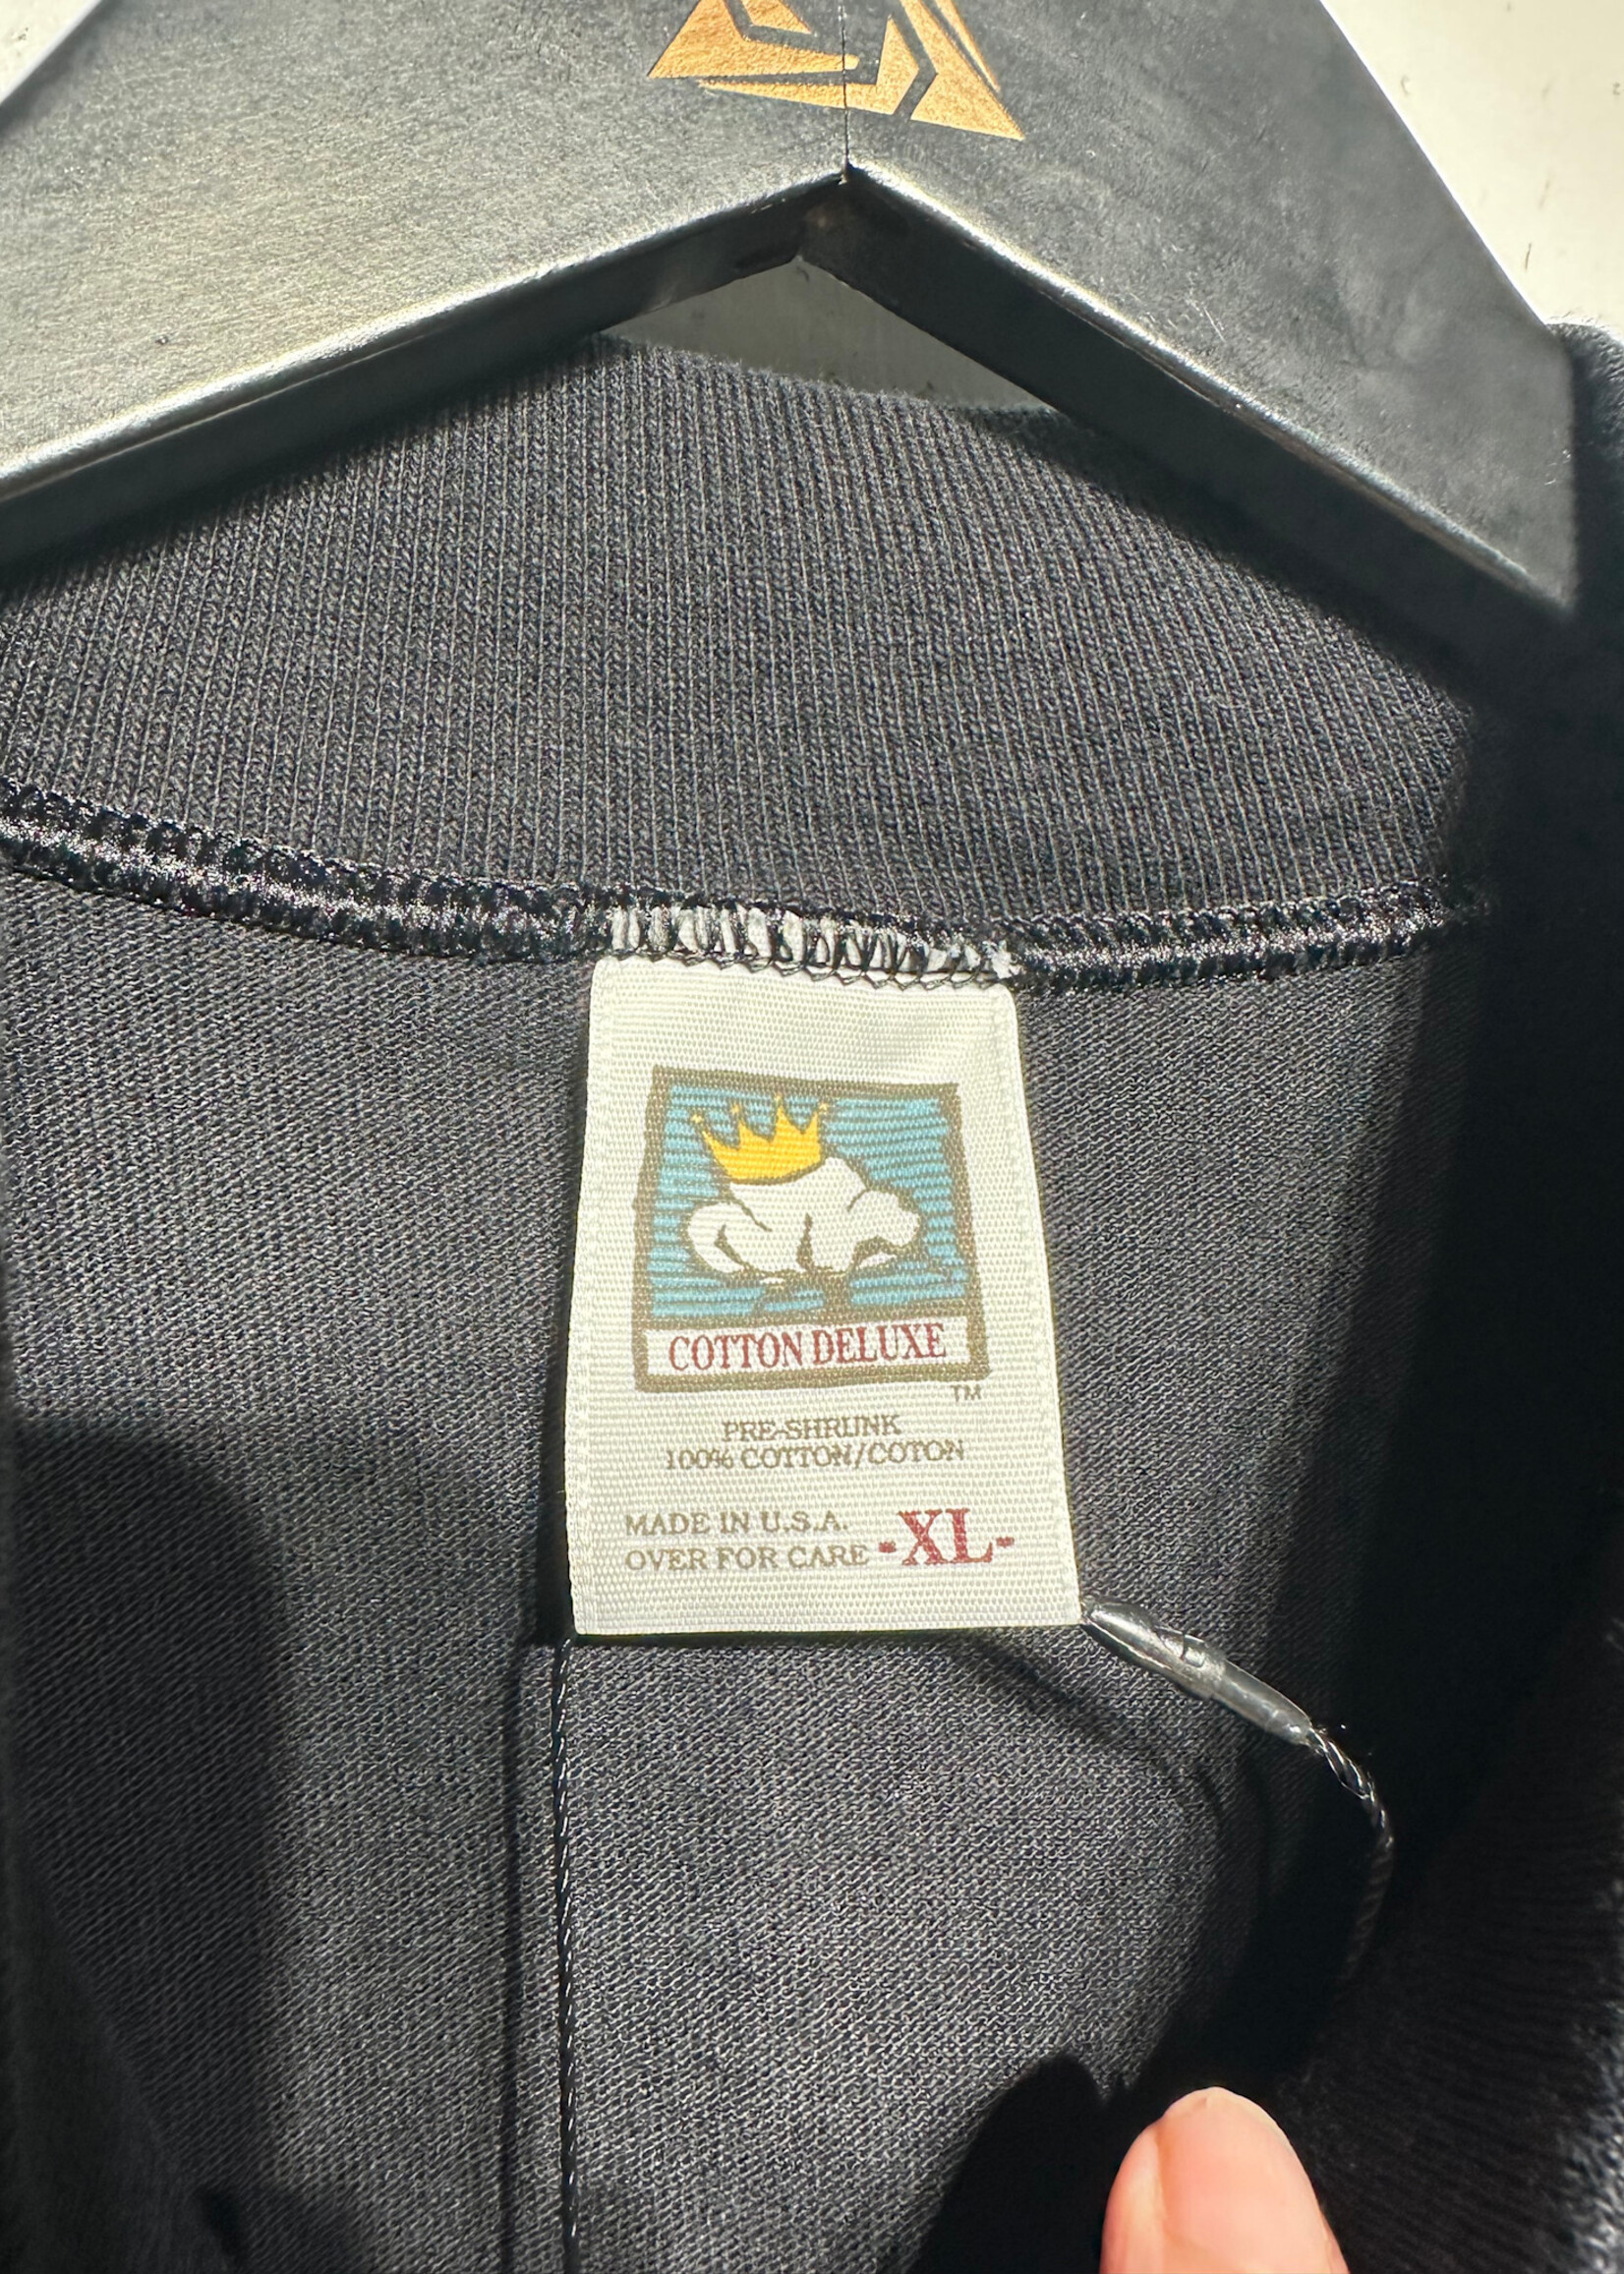 COTTON DELUXE
TM
PRE-SHRUNK
100% COTTON/COTON
MADE IN U.S.A.
OVER FOR CARE -XL-